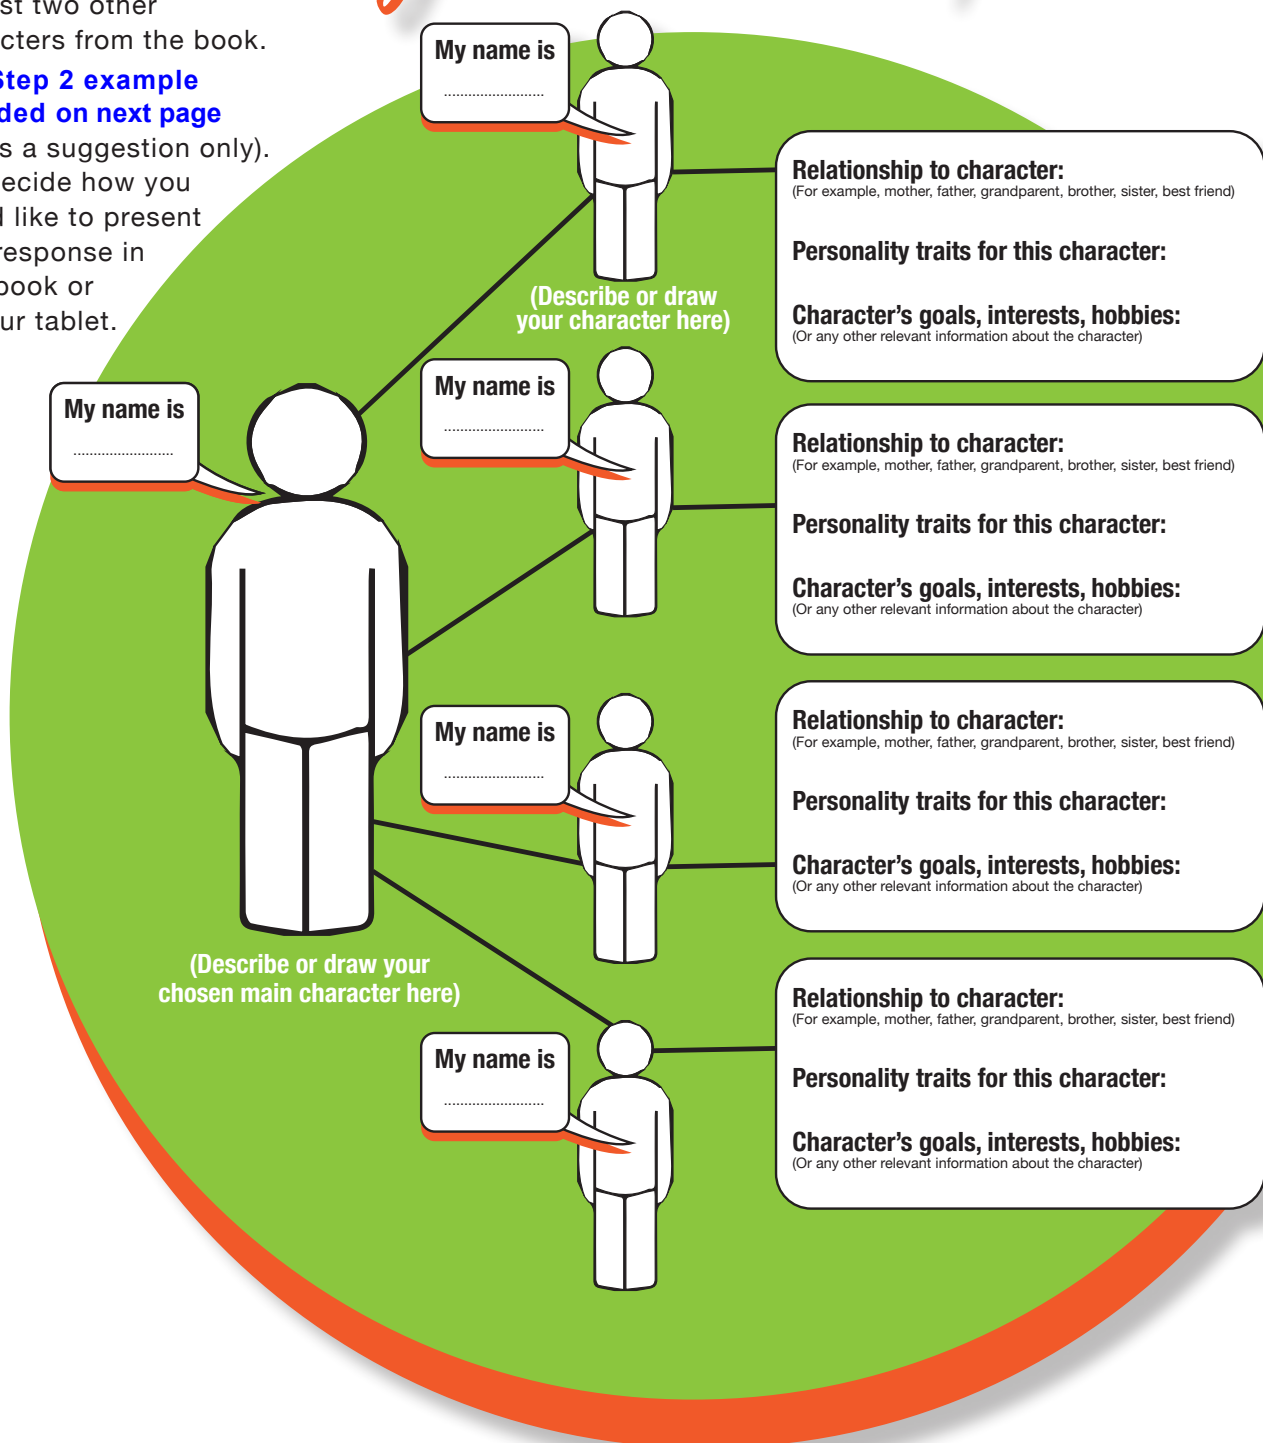 two other
from the book.
Step 2 example
on next page
a suggestion only).
how you
like to present
response in
book or
tablet.
My name is
........................
(Describe or draw
your character here)
Relationship to character:
(For example, mother, father, grandparent, brother, sister, best friend)
Personality traits for this character:
Character's goals, interests, hobbies:
(Or any other relevant information about the character)
My name is
........................
My name is
........................
Relationship to character:
(For example, mother, father, grandparent, brother, sister, best friend)
Personality traits for this character:
Character's goals, interests, hobbies:
(Or any other relevant information about the character)
(Describe or draw your
chosen main character here)
My name is
........................
Relationship to character:
(For example, mother, father, grandparent, brother, sister, best friend)
Personality traits for this character:
Character's goals, interests, hobbies:
(Or any other relevant information about the character)
My name is
........................
Relationship to character:
(For example, mother, father, grandparent, brother, sister, best friend)
Personality traits for this character:
Character's goals, interests, hobbies:
(Or any other relevant information about the character)